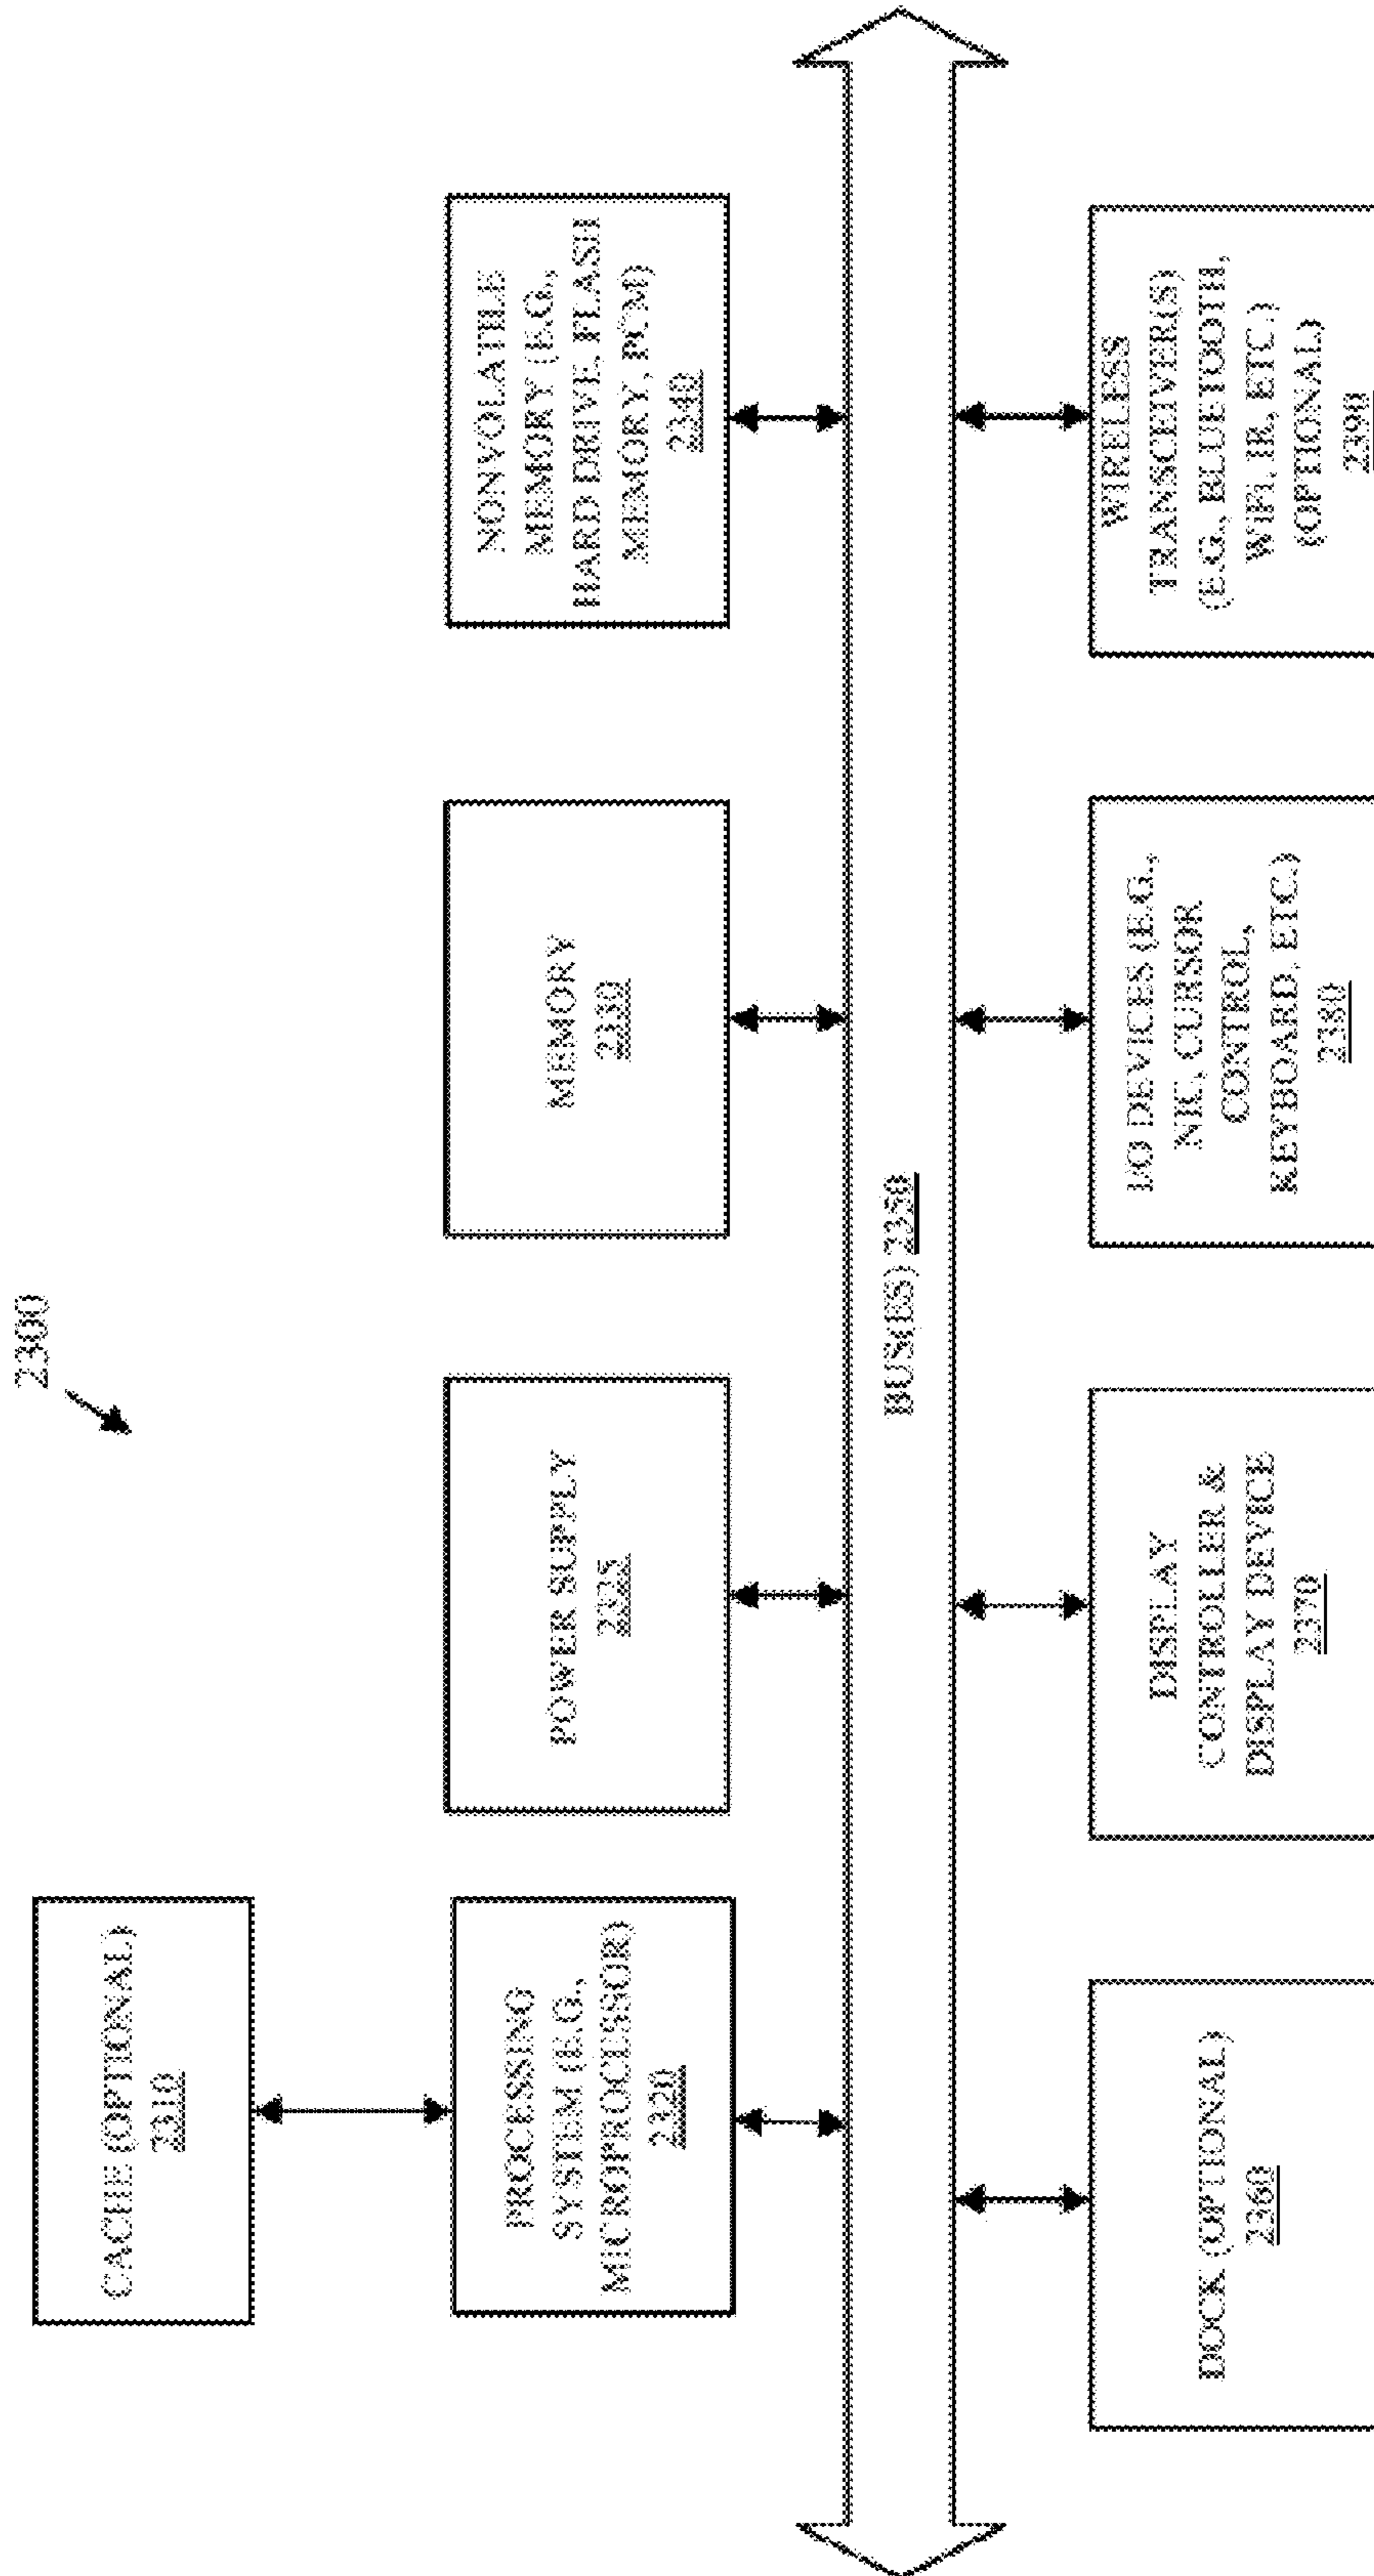 2300
CACHE (OPTIONAL)
2310
PROCESSING
SYSTEM (E.G.,
MICROPROCESSOR)
2320
POWER SUPPLY
2325
MEMORY
2330
NONVOLATILE
MEMORY (E.G.,
HARD DRIVE, FLASH
MEMORY, PCM)
2340
BUS(ES) 2350
DOCK (OPTIONAL)
2360
DISPLAY
CONTROLLER &
DISPLAY DEVICE
2370
I/O DEVICES (E.G.,
NIC, CURSOR
CONTROL,
KEYBOARD, ETC.)
2380
WIRELESS
TRANSCEIVER(S)
(E.G., BLUETOOTH,
WiFi, IR, ETC.)
(OPTIONAL)
2390